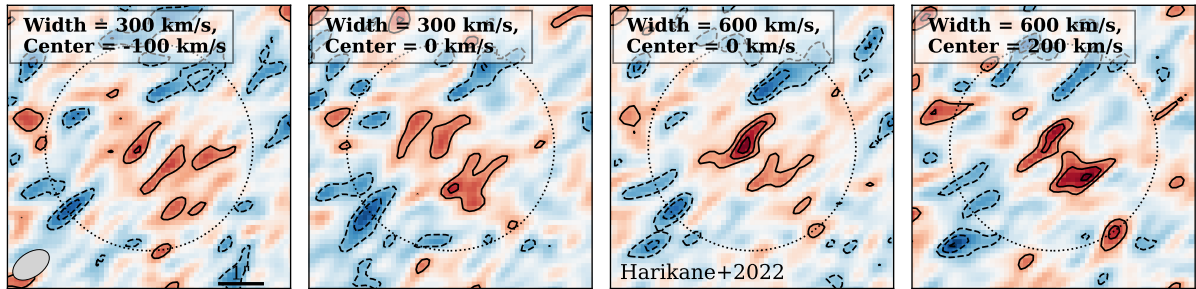 Width = 300 km/s,
Center = -100 km/s
Width = 300 km/s,
Center = 0 km/s
Width = 600 km/s,
Center = 0 km/s
Width = 600 km/s,
Center = 200 km/s
1"
Harikane+2022